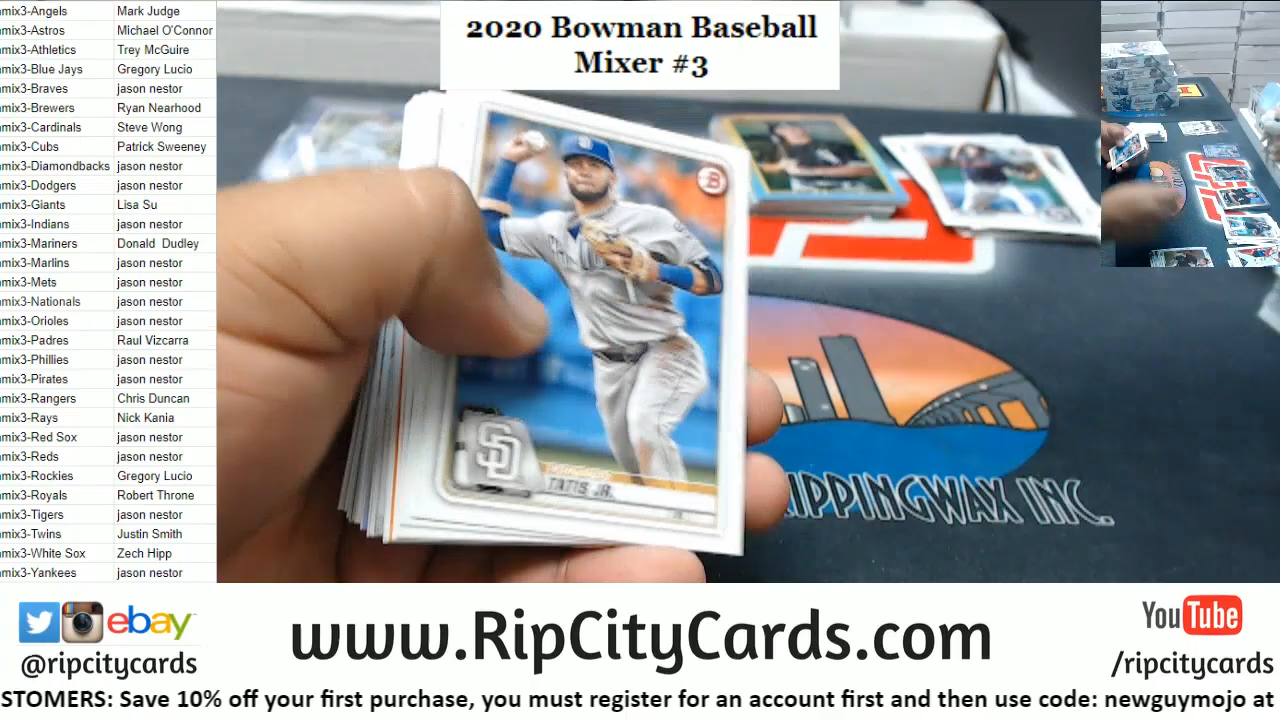 mix3-Angels Mark Judge
mix3-Astros Michael O'Connor
mix3-Athletics Trey McGuire
mix3-Blue Jays Gregory Lucio
mix3-Braves jason nestor
mix3-Brewers Ryan Nearhood
mix3-Cardinals Steve Wong
mix3-Cubs Patrick Sweeney
mix3-Diamondbacks jason nestor
mix3-Dodgers jason nestor
mix3-Giants Lisa Su
mix3-Indians jason nestor
mix3-Mariners Donald Dudley
mix3-Marlins jason nestor
mix3-Mets jason nestor
mix3-Nationals jason nestor
mix3-Orioles jason nestor
mix3-Padres Raul Vizcarra
mix3-Phillies jason nestor
mix3-Pirates jason nestor
mix3-Rangers Chris Duncan
mix3-Rays Nick Kania
mix3-Red Sox jason nestor
mix3-Reds jason nestor
mix3-Rockies Gregory Lucio
mix3-Royals Robert Throne
mix3-Tigers jason nestor
mix3-Twins Justin Smith
mix3-White Sox Zech Hipp
mix3-Yankees jason nestor
2020 Bowman Baseball
Mixer #3
B
SD
TATIS JR.
RIPPINGWAX INC.
ebay
@ripcitycards
www.RipCityCards.com
YouTube
/ripcitycards
STOMERS: Save 10% off your first purchase, you must register for an account first and then use code: newguymojo at